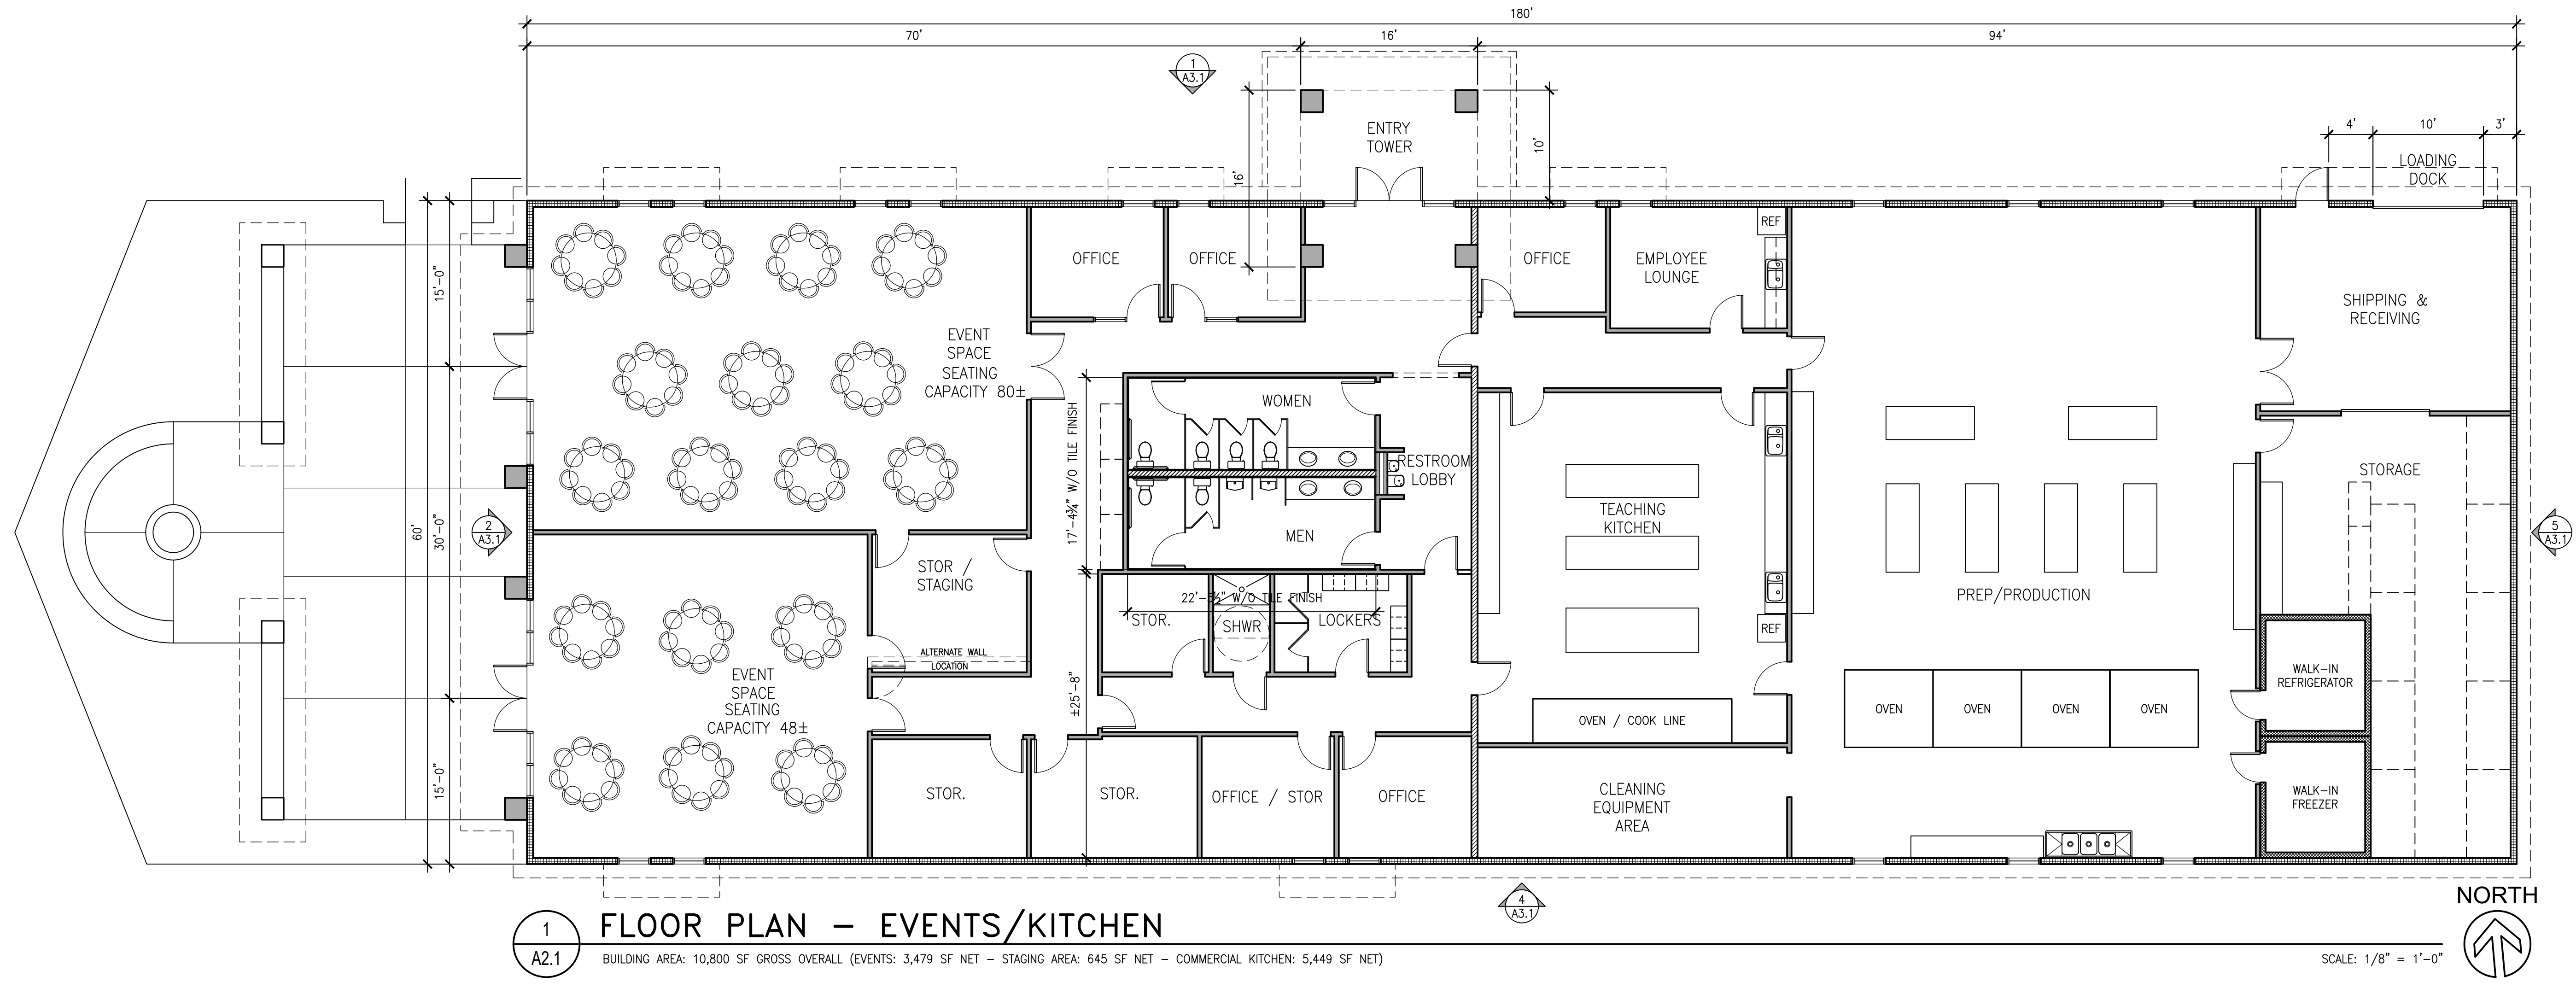 180'
70'
16'
94'
1
A3.1
ENTRY
TOWER
16'
10'
4'
10'
3'
LOADING
DOCK
OFFICE
OFFICE
OFFICE
EMPLOYEE
LOUNGE
REF
SHIPPING &
RECEIVING
15'-0"
EVENT
SPACE
SEATING
CAPACITY 80±
WOMEN
17'-4¾" W/O TILE FINISH
RESTROOM
LOBBY
MEN
TEACHING
KITCHEN
STORAGE
60'
30'-0"
2
A3.1
5
A3.1
STOR /
STAGING
PREP/PRODUCTION
22'-5½" W/O TILE FINISH
STOR.
SHWR
LOCKERS
REF
ALTERNATE WALL
LOCATION
EVENT
SPACE
SEATING
CAPACITY 48±
±25'-8"
WALK-IN
REFRIGERATOR
OVEN / COOK LINE
OVEN
OVEN
OVEN
OVEN
15'-0"
STOR.
STOR.
OFFICE / STOR
OFFICE
CLEANING
EQUIPMENT
AREA
WALK-IN
FREEZER
4
A3.1
NORTH
1
A2.1
FLOOR PLAN - EVENTS/KITCHEN
BUILDING AREA: 10,800 SF GROSS OVERALL (EVENTS: 3,479 SF NET - STAGING AREA: 645 SF NET - COMMERCIAL KITCHEN: 5,449 SF NET)
SCALE: 1/8" = 1'-0"